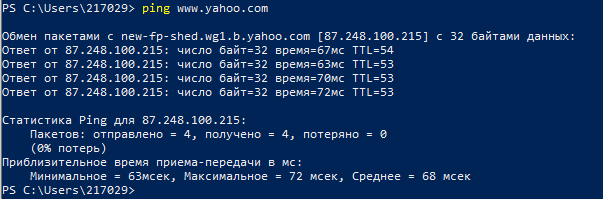 PS C:\Users\217029> ping www.yahoo.com
Обмен пакетами с new-fp-shed.wg1.b.yahoo.com [87.248.100.215] с 32 байтами данных:
Ответ от 87.248.100.215: число байт=32 время=67мс TTL=54
Ответ от 87.248.100.215: число байт=32 время=63мс TTL=53
Ответ от 87.248.100.215: число байт=32 время=70мс TTL=53
Ответ от 87.248.100.215: число байт=32 время=72мс TTL=53
Статистика Ping для 87.248.100.215:
Пакетов: отправлено = 4, получено = 4, потеряно = 0
(0% потерь)
Приблизительное время приема-передачи в мс:
Минимальное = 63мсек, Максимальное = 72 мсек, Среднее = 68 мсек
PS C:\Users\217029>